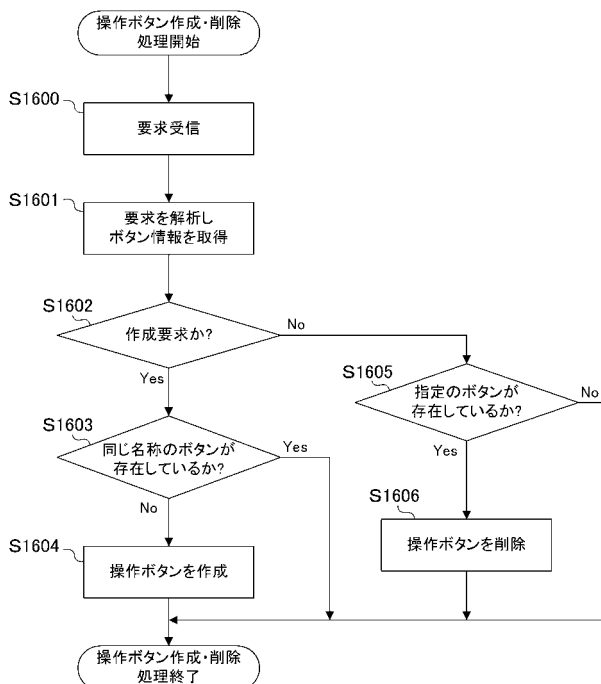 操作ボタン作成・削除
処理開始
S1600
要求受信
S1601
要求を解析し
ボタン情報を取得
S1602
作成要求か?
No
Yes
S1605
指定のボタンが
存在しているか?
No
Yes
S1603
同じ名称のボタンが
存在しているか?
Yes
No
S1606
操作ボタンを削除
S1604
操作ボタンを作成
操作ボタン作成・削除
処理終了